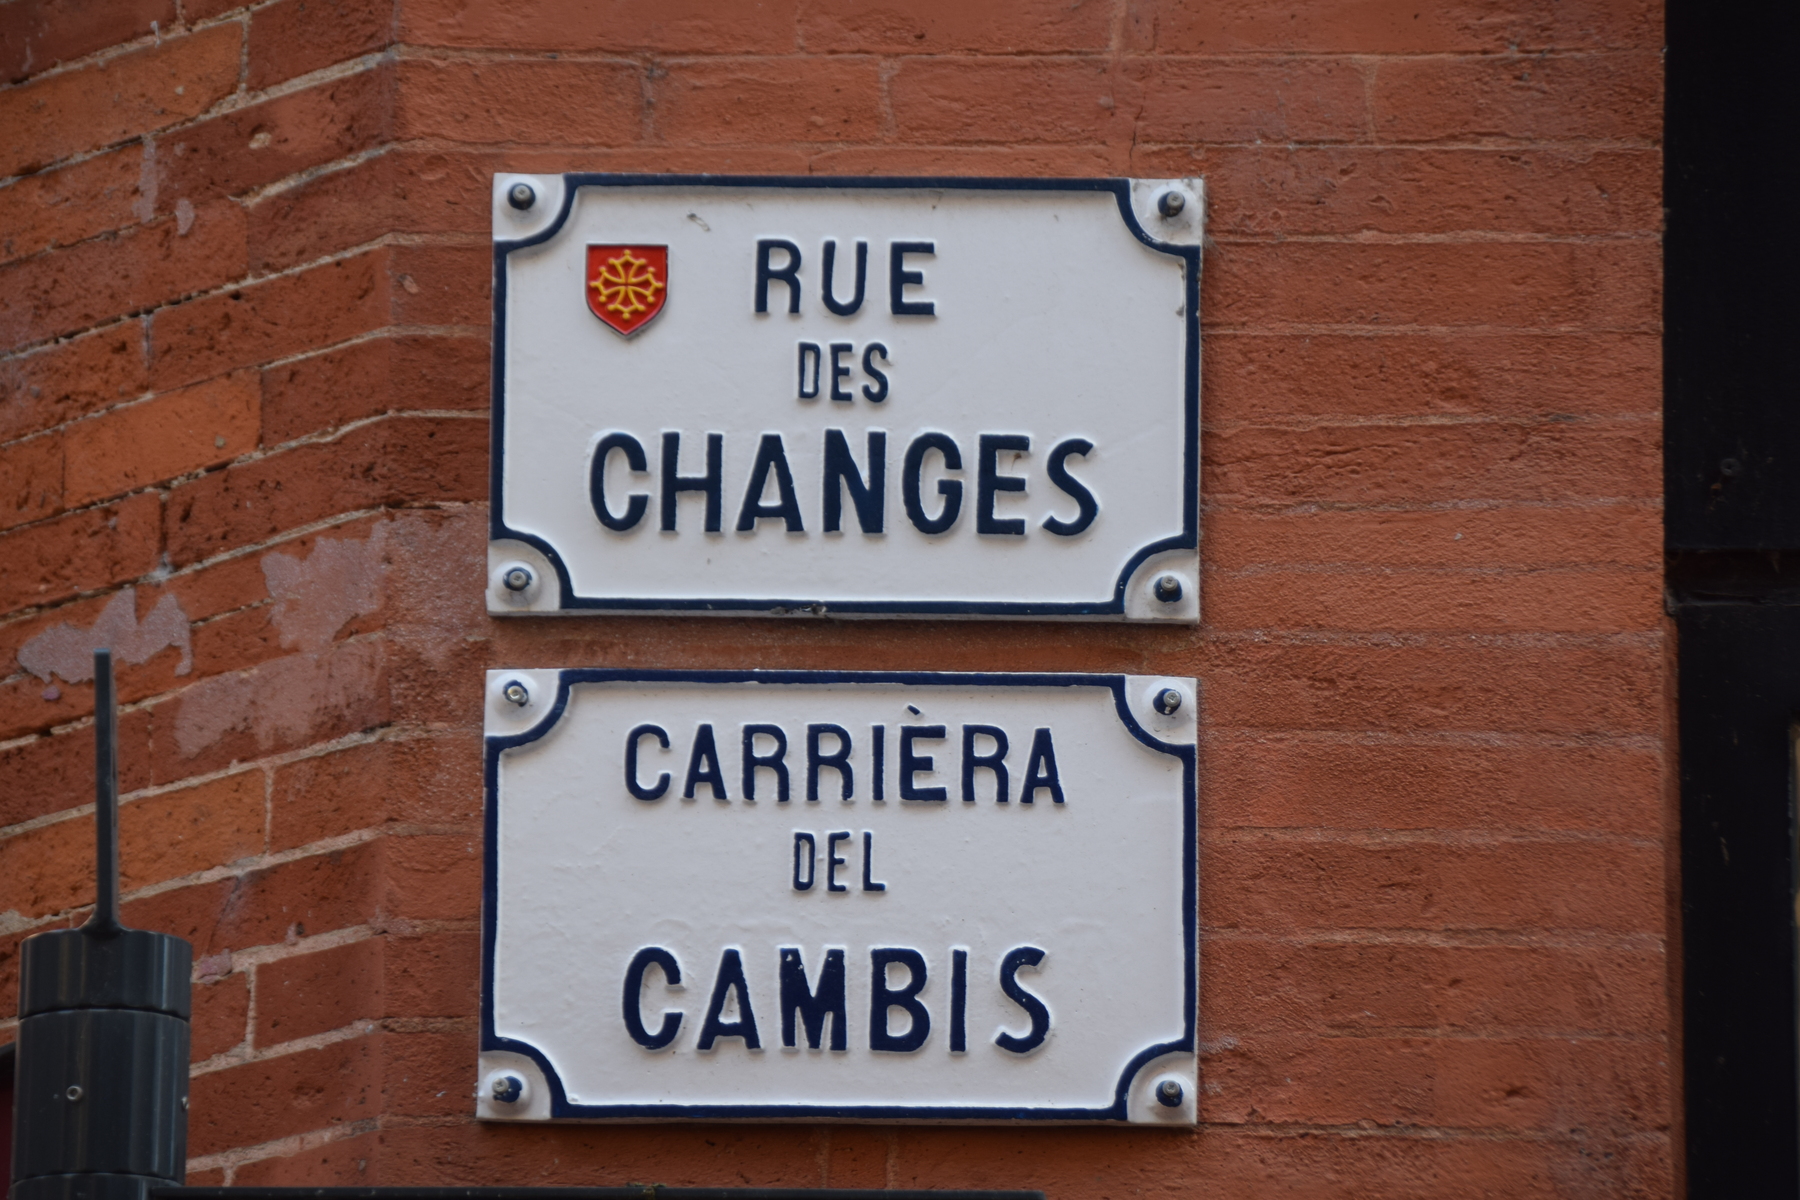 RUE
DES
CHANGES
CARRIÈRA
DEL
CAMBIS